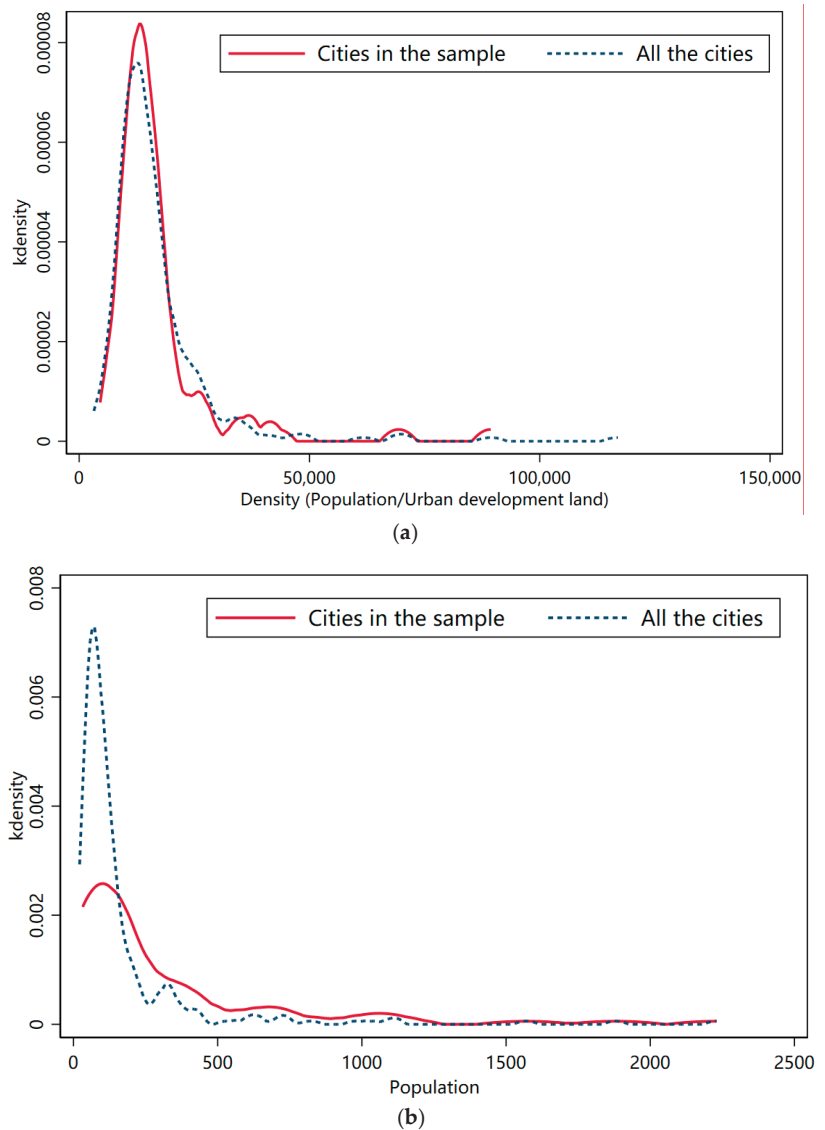 Cities in the sample All the cities
0.00008
0.00006
0.00004
0.00002
0
kdensity
0 50,000 100,000 150,000
Density (Population/Urban development land)
(a)
Cities in the sample All the cities
0.008
0.006
0.004
0.002
0
kdensity
0 500 1000 1500 2000 2500
Population
(b)